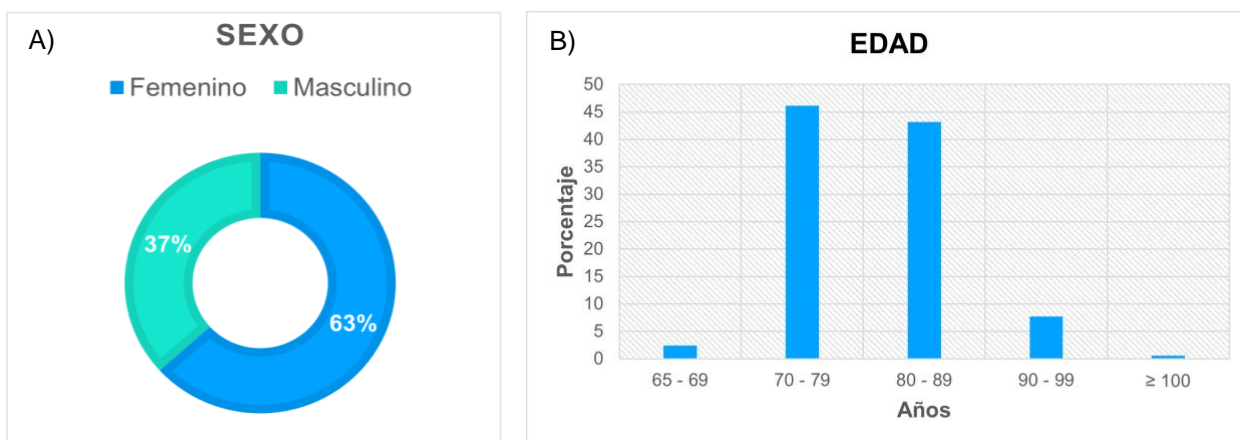 A)
SEXO
Femenino Masculino
37%
63%
B)
EDAD
Porcentaje
50
45
40
35
30
25
20
15
10
5
0
65 - 69 70 - 79 80 - 89 90 - 99 ≥ 100
Años